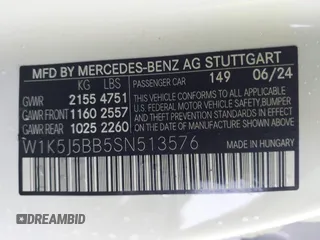 MFD BY MERCEDES-BENZ AG STUTTGART
KG LBS PASSENGER CAR 149 06/24
GVWR 2155 4751
GAWR FRONT 1160 2557
GAWR REAR 1025 2260
THIS VEHICLE CONFORMS TO ALL APPLICABLE
U.S. FEDERAL MOTOR VEHICLE SAFETY,
BUMPER, AND THEFT PREVENTION
STANDARDS IN EFFECT ON THE DATE OF
MANUFACTURE SHOWN ABOVE.
W1K5J5BB5SN513576
MADE IN HUNGARY